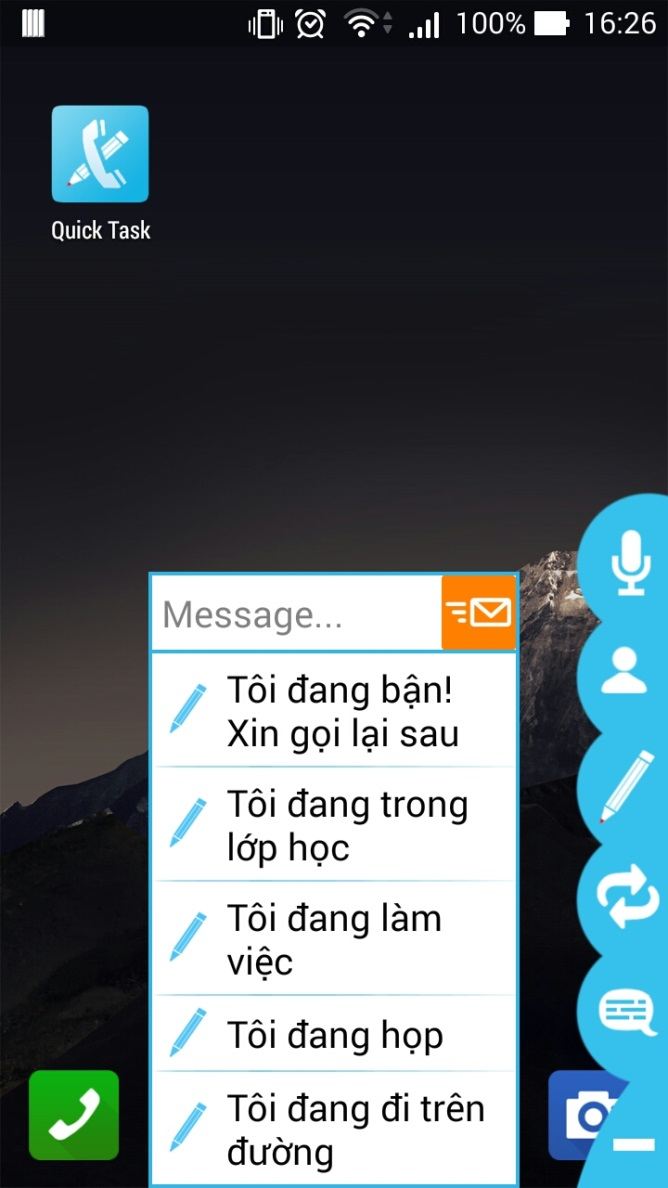 100% 16:26
Quick Task
Message...
Tôi đang bận!
Xin gọi lại sau
Tôi đang trong
lớp học
Tôi đang làm
việc
Tôi đang họp
Tôi đang đi trên
đường